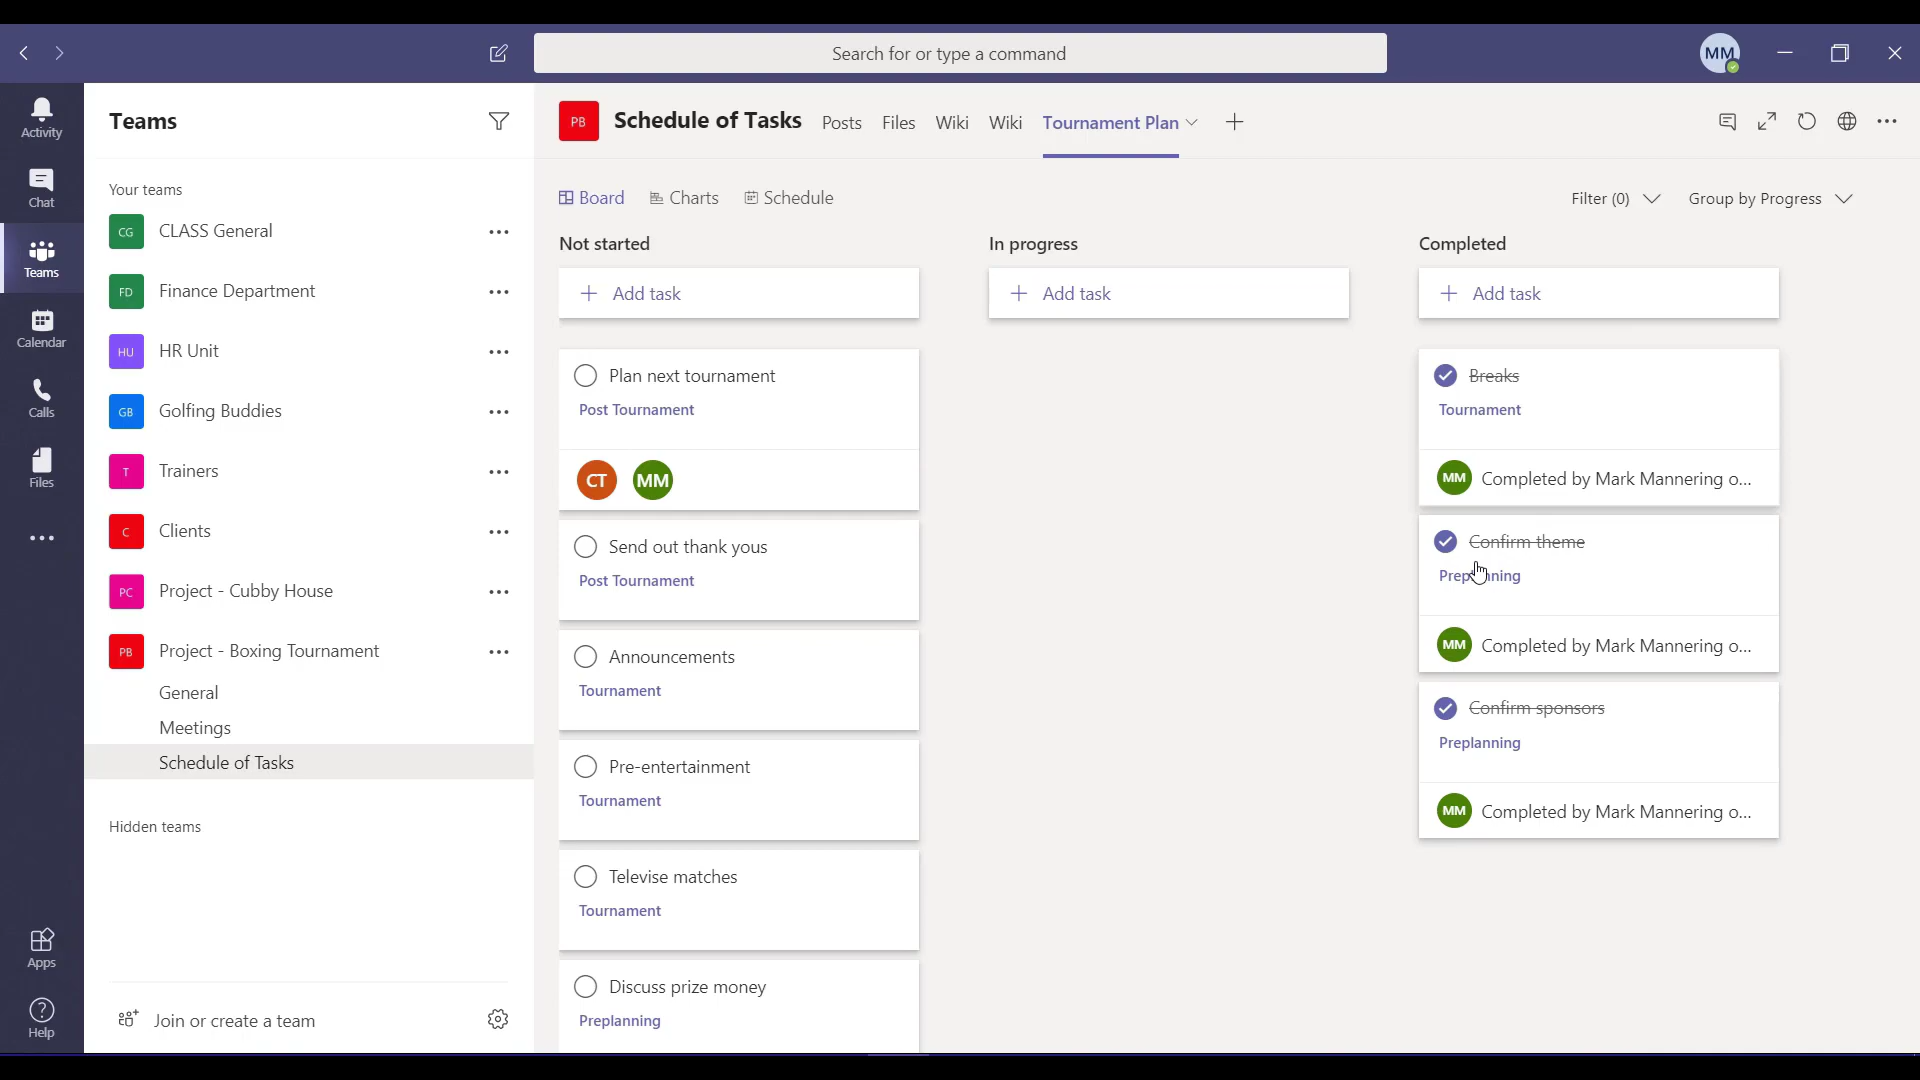 Search for or type a command
MM
Activity
Chat
Teams
Calendar
Calls
Files
Apps
Help
Teams
Your teams
CG CLASS General
FD Finance Department
HU HR Unit
GB Golfing Buddies
T Trainers
C Clients
PC Project - Cubby House
PB Project - Boxing Tournament
General
Meetings
Schedule of Tasks
Hidden teams
Join or create a team
PB Schedule of Tasks Posts Files Wiki Wiki Tournament Plan
Board Charts Schedule Filter (0) Group by Progress
Not started
Add task
Plan next tournament
Post Tournament
CT MM
Send out thank yous
Post Tournament
Announcements
Tournament
Pre-entertainment
Tournament
Televise matches
Tournament
Discuss prize money
Preplanning
In progress
Add task
Completed
Add task
Breaks
Tournament
MM Completed by Mark Mannering o...
Confirm theme
Preplanning
MM Completed by Mark Mannering o...
Confirm sponsors
Preplanning
MM Completed by Mark Mannering o...